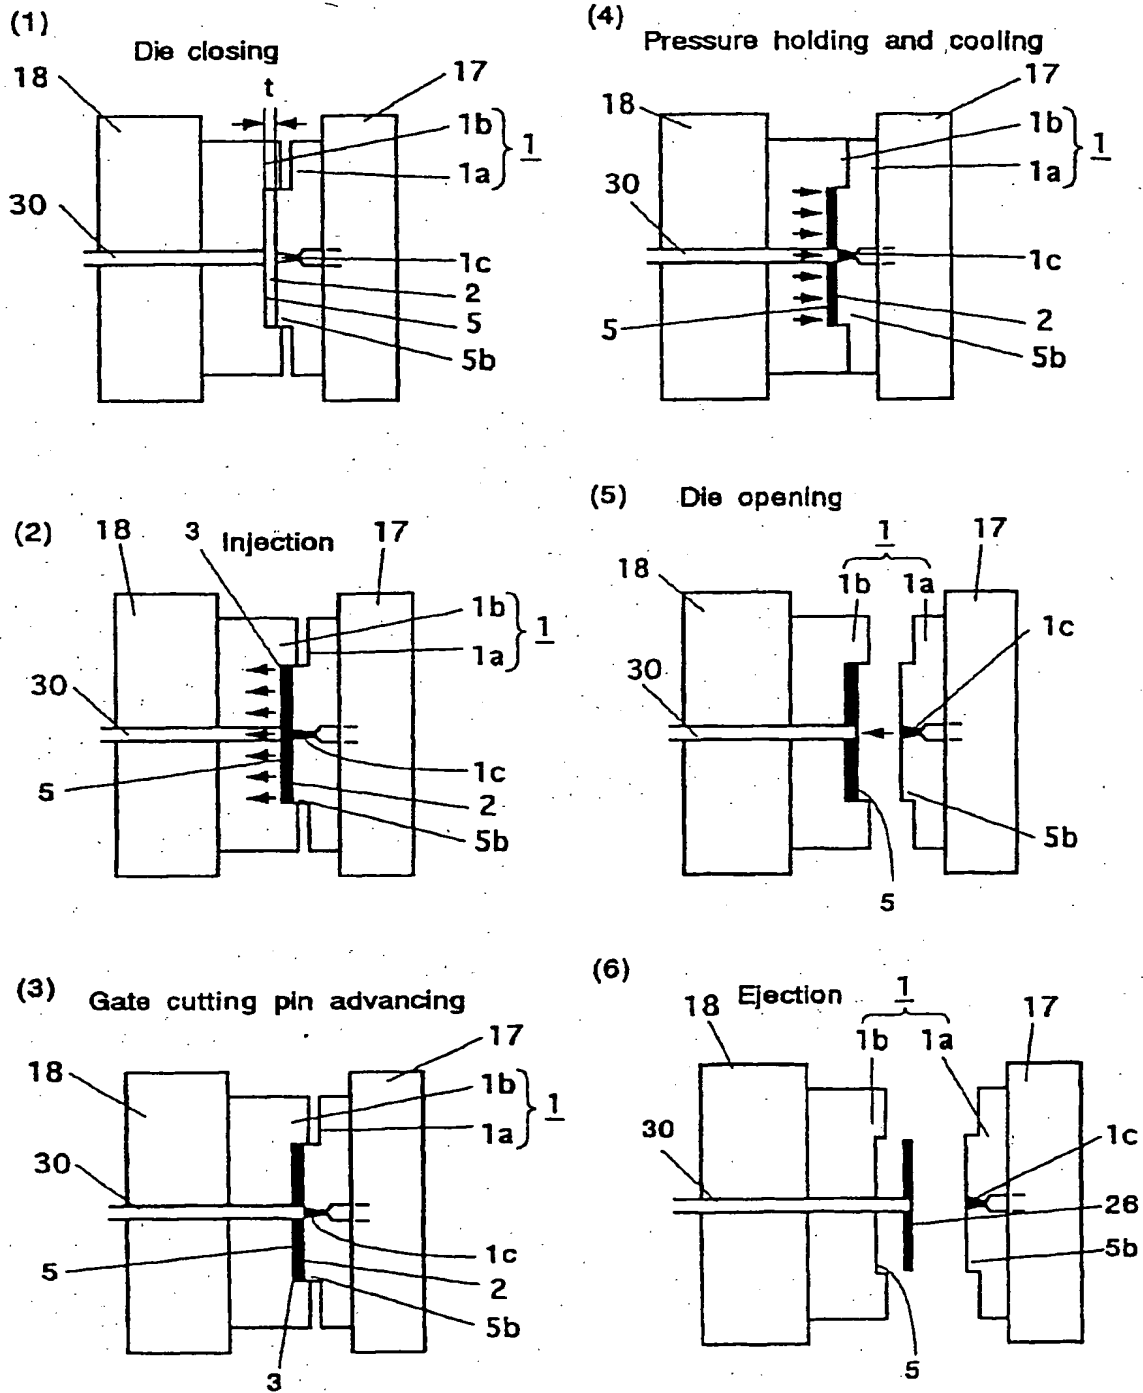 (1)
Die closing
18
t
17
1b
1a
1
30
1c
2
5
5b
(2)
18
3
Injection
17
1b
1a
1
30
1c
5
2
5b
(3)
Gate cutting pin advancing
17
18
1b
1a
1
30
1c
5
2
5b
3
(4)
Pressure holding and cooling
17
18
1b
1a
1
30
1c
5
2
5b
(5)
Die opening
1
17
18
1b
1a
1c
30
5b
5
(6)
18
Ejection
1
17
1b
1a
30
1c
28
5b
5